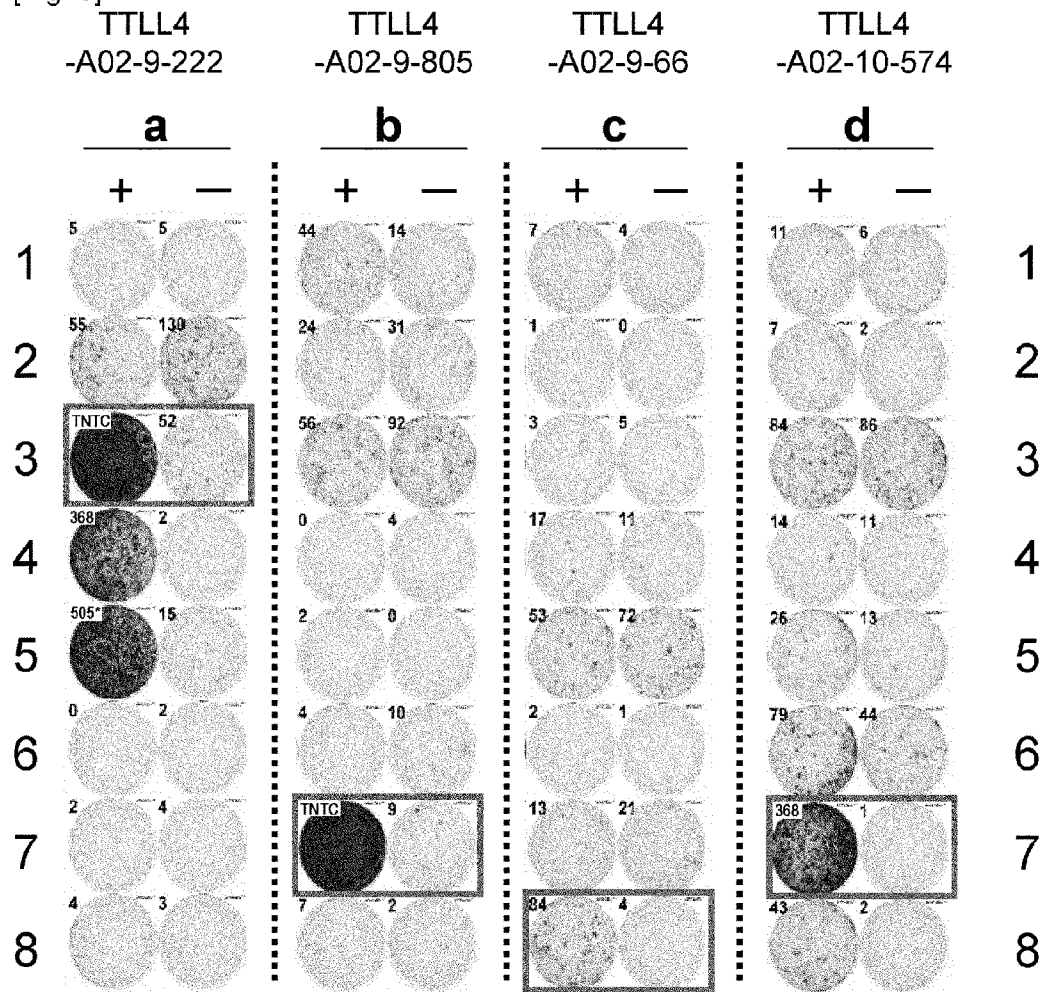 TTLL4 TTLL4 TTLL4 TTLL4
-A02-9-222 -A02-9-805 -A02-9-66 -A02-10-574
a b c d
+ — + — + — + —
5 5 44 14 7 4 11 6
1 1
55 130 24 31 1 0 7 2
2 2
TNTC 52 56 92 3 5 84 86
3 3
368 2 0 4 17 11 14 11
4 4
505* 15 2 0 53 72 26 13
5 5
0 2 4 10 2 1 79 44
6 6
2 4 TNTC 9 13 21 368 1
7 7
4 3 7 2 84 4 43 2
8 8